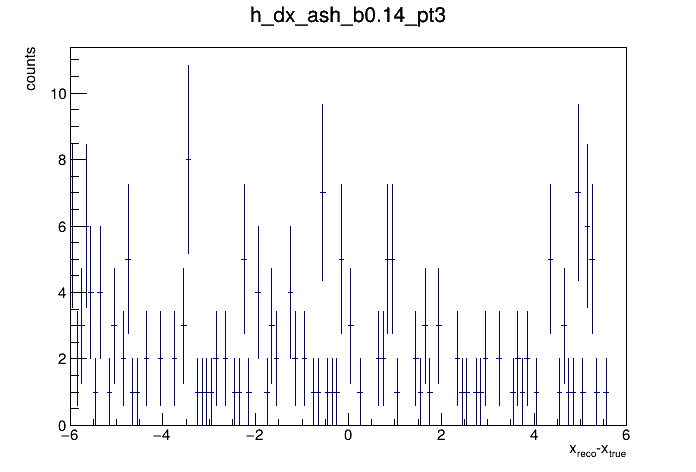 h_dx_ash_b0.14_pt3
counts
10
8
6
4
2
0
−6 −4 −2 0 2 4 6
x_reco-x_true